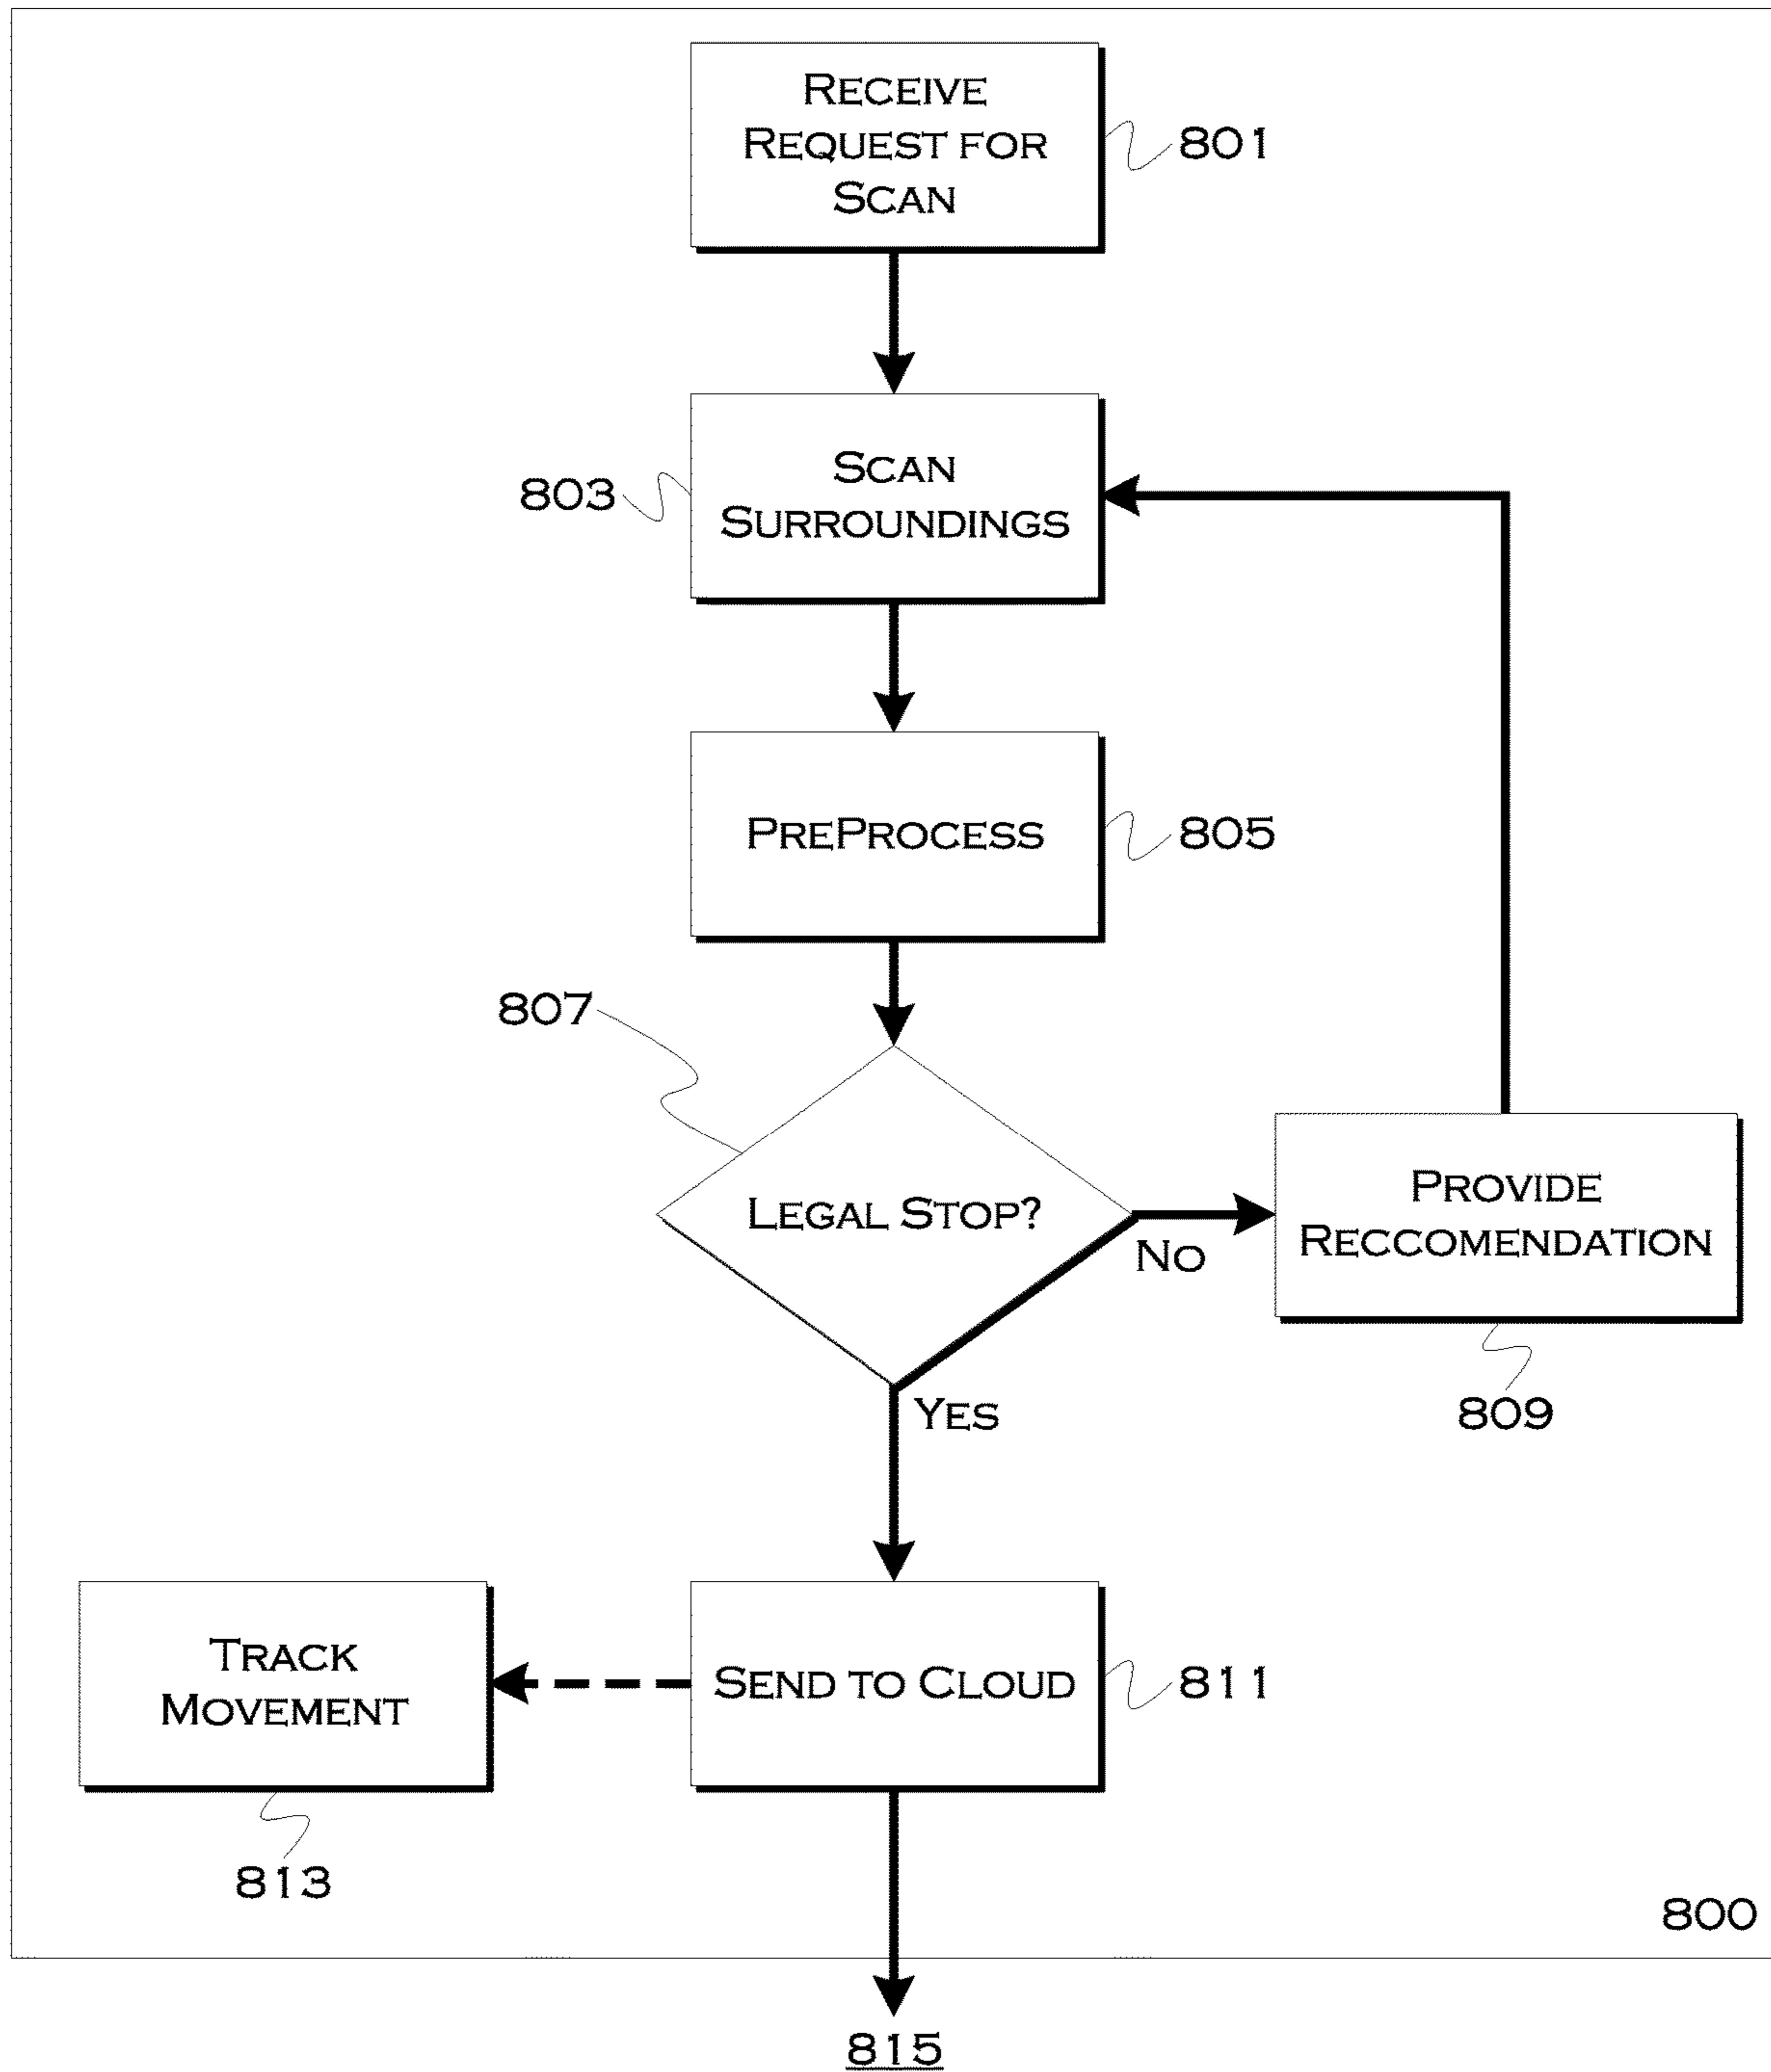 Receive
Request for
Scan
801
Scan
Surroundings
803
PreProcess
805
807
Legal Stop?
No
Provide
Reccomendation
809
Yes
Track
Movement
Send to Cloud
811
813
800
815